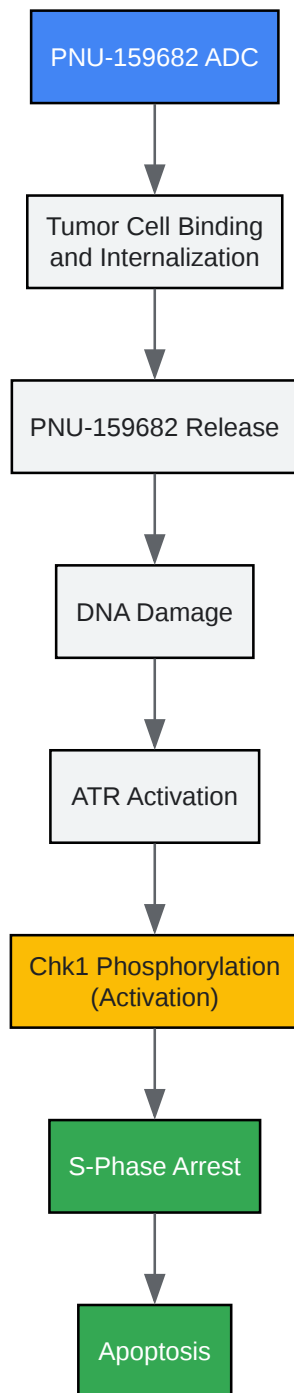 PNU-159682 ADC
Tumor Cell Binding
and Internalization
PNU-159682 Release
DNA Damage
ATR Activation
Chk1 Phosphorylation
(Activation)
S-Phase Arrest
Apoptosis